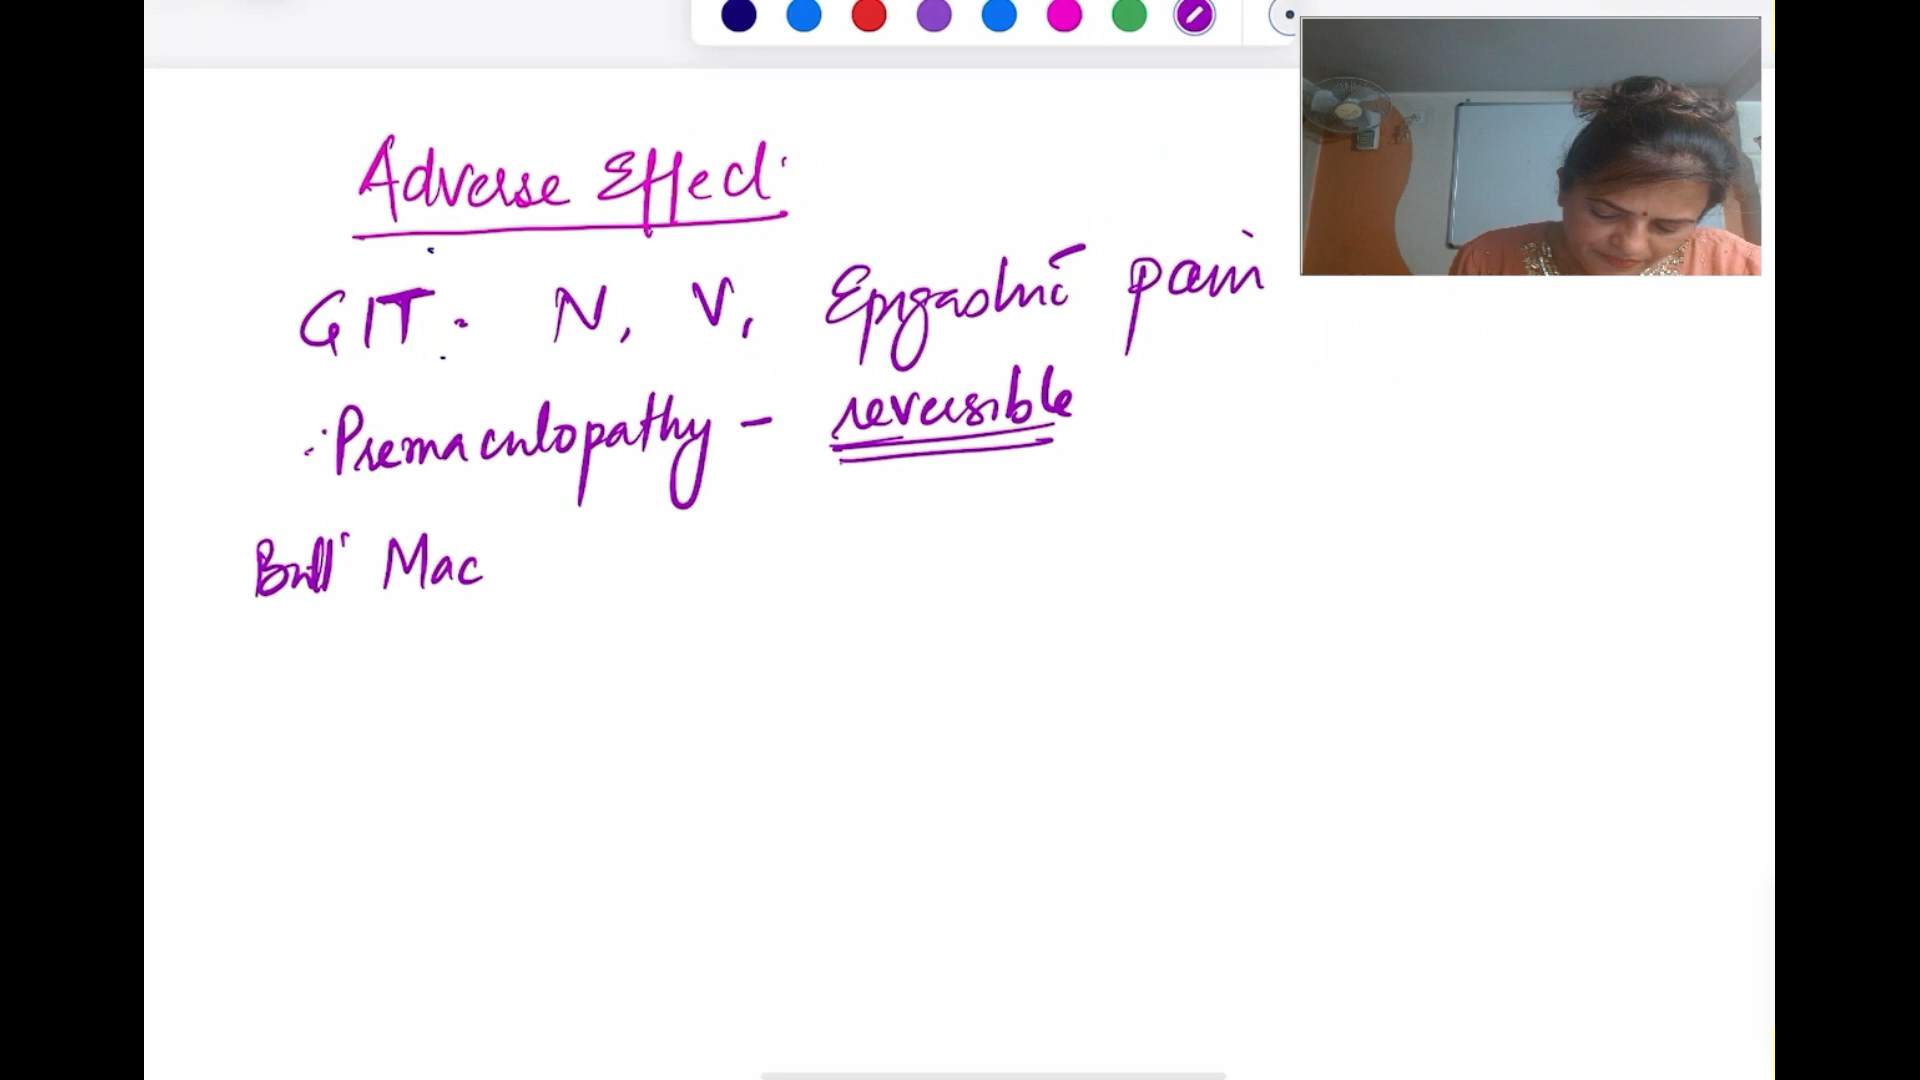 Adverse Effect
GIT: N, V, Epigastric pain
Premaculopathy - reversible
Bull Mac